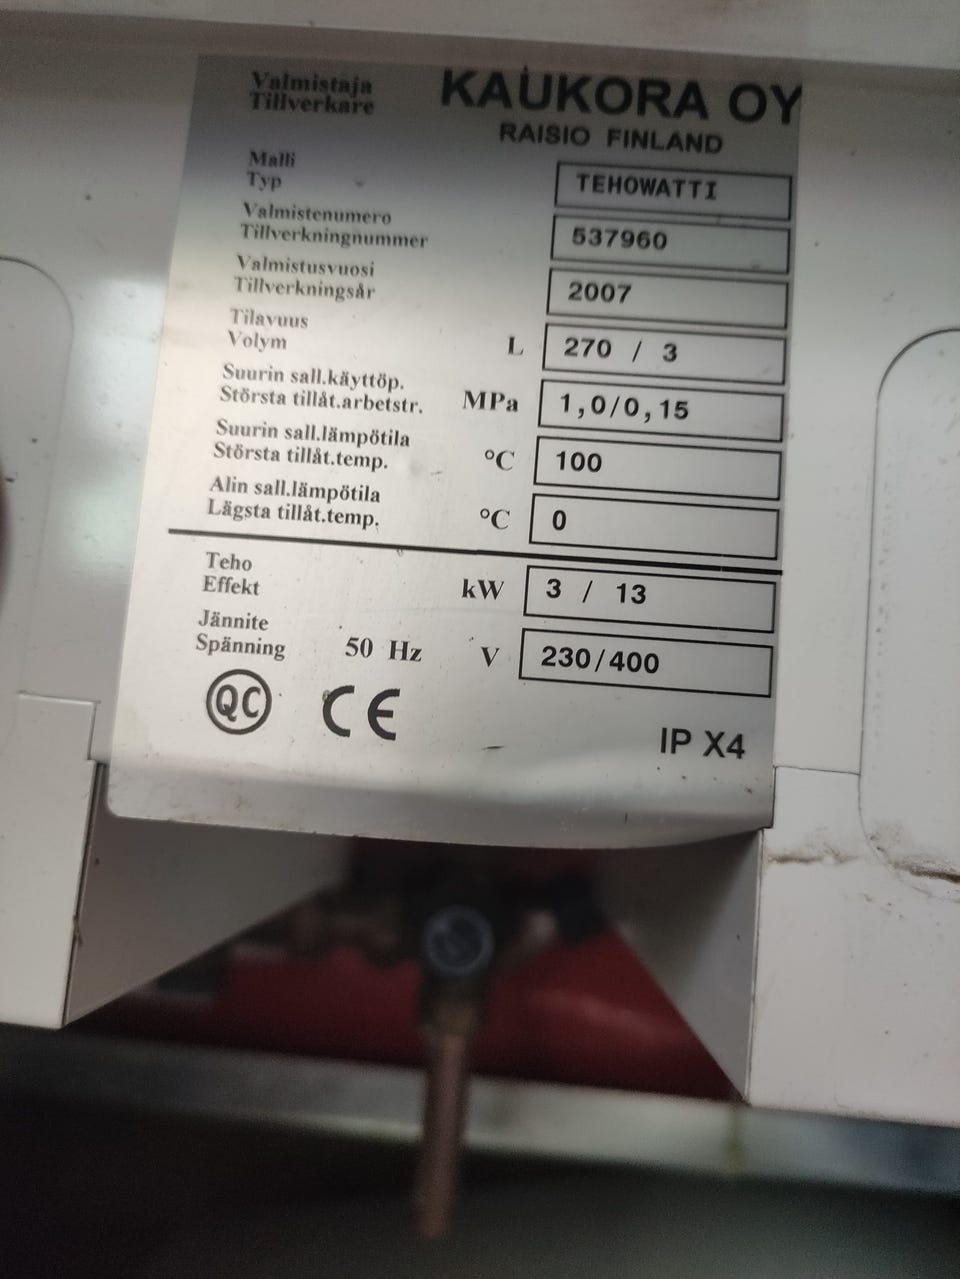 Valmistaja
Tillverkare
KAUKORA OY
RAISIO FINLAND
Malli
Typ
TEHOWATTI
Valmistenumero
Tillverkningnummer
537960
Valmistusvuosi
Tillverkningsår
2007
Tilavuus
Volym
L 270 / 3
Suurin sall.käyttöp.
Största tillåt.arbetstr.
MPa 1,0/0,15
Suurin sall.lämpötila
Största tillåt.temp.
°C 100
Alin sall.lämpötila
Lägsta tillåt.temp.
°C 0
Teho
Effekt
kW 3 / 13
Jännite
Spänning 50 Hz V 230/400
QC CE
IP X4